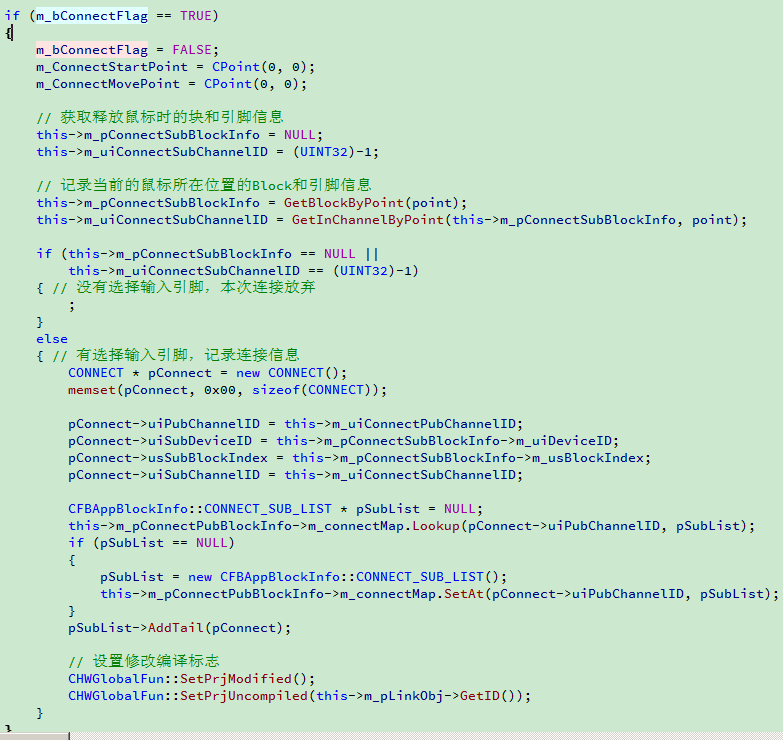 if (m_bConnectFlag == TRUE)
{
    m_bConnectFlag = FALSE;
    m_ConnectStartPoint = CPoint(0, 0);
    m_ConnectMovePoint = CPoint(0, 0);

    // 获取释放鼠标时的块和引脚信息
    this->m_pConnectSubBlockInfo = NULL;
    this->m_uiConnectSubChannelID = (UINT32)-1;

    // 记录当前的鼠标所在位置的Block和引脚信息
    this->m_pConnectSubBlockInfo = GetBlockByPoint(point);
    this->m_uiConnectSubChannelID = GetInChannelByPoint(this->m_pConnectSubBlockInfo, point);

    if (this->m_pConnectSubBlockInfo == NULL ||
        this->m_uiConnectSubChannelID == (UINT32)-1)
    { // 没有选择输入引脚，本次连接放弃
        ;
    }
    else
    { // 有选择输入引脚，记录连接信息
        CONNECT * pConnect = new CONNECT();
        memset(pConnect, 0x00, sizeof(CONNECT));

        pConnect->uiPubChannelID = this->m_uiConnectPubChannelID;
        pConnect->uiSubDeviceID = this->m_pConnectSubBlockInfo->m_uiDeviceID;
        pConnect->usSubBlockIndex = this->m_pConnectSubBlockInfo->m_usBlockIndex;
        pConnect->uiSubChannelID = this->m_uiConnectSubChannelID;

        CFBAppBlockInfo::CONNECT_SUB_LIST * pSubList = NULL;
        this->m_pConnectPubBlockInfo->m_connectMap.Lookup(pConnect->uiPubChannelID, pSubList);
        if (pSubList == NULL)
        {
            pSubList = new CFBAppBlockInfo::CONNECT_SUB_LIST();
            this->m_pConnectPubBlockInfo->m_connectMap.SetAt(pConnect->uiPubChannelID, pSubList);
        }
        pSubList->AddTail(pConnect);

        // 设置修改编译标志
        CHWGlobalFun::SetPrjModified();
        CHWGlobalFun::SetPrjUncompiled(this->m_pLinkObj->GetID());
    }
}